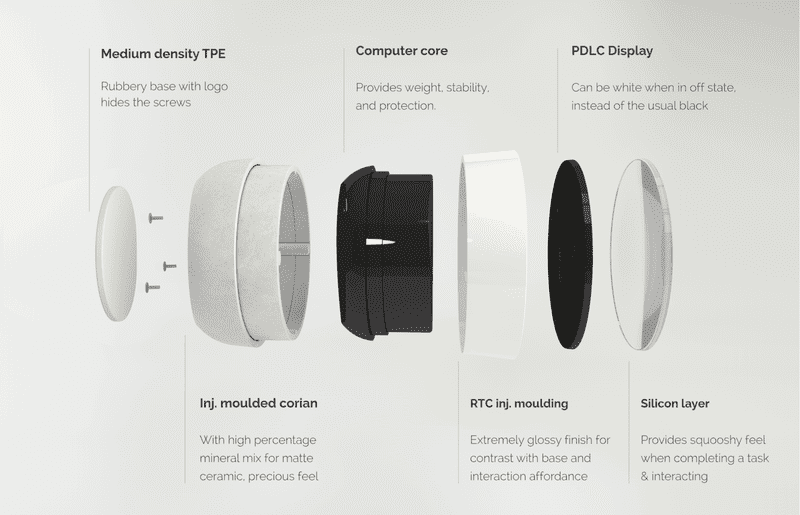 Medium density TPE
Rubbery base with logo
hides the screws
Computer core
Provides weight, stability,
and protection.
PDLC Display
Can be white when in off state,
instead of the usual black
Inj. moulded corian
With high percentage
mineral mix for matte
ceramic, precious feel
RTC inj. moulding
Extremely glossy finish for
contrast with base and
interaction affordance
Silicon layer
Provides squooshy feel
when completing a task
& interacting